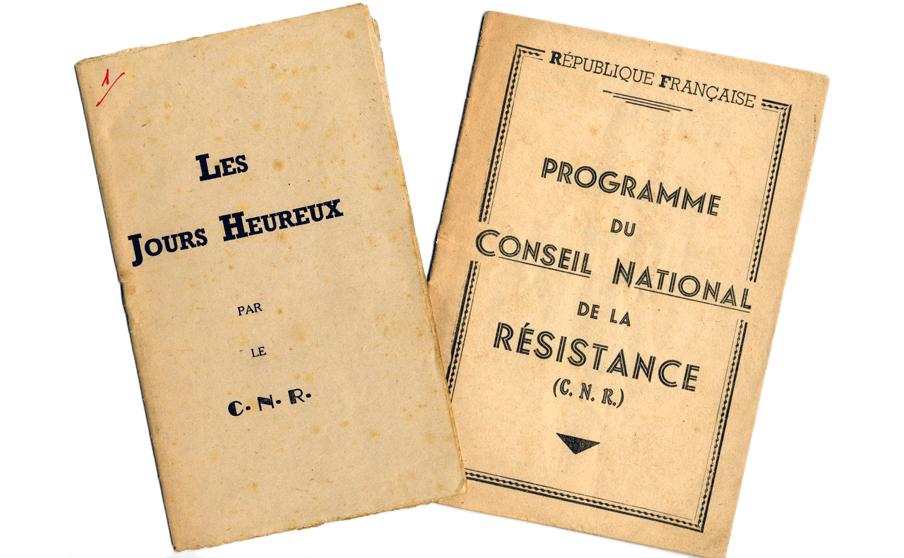 1
LES
JOURS HEUREUX
PAR
LE
C. N. R.
RÉPUBLIQUE FRANÇAISE
PROGRAMME
DU
CONSEIL NATIONAL
DE LA
RÉSISTANCE
(C. N. R.)